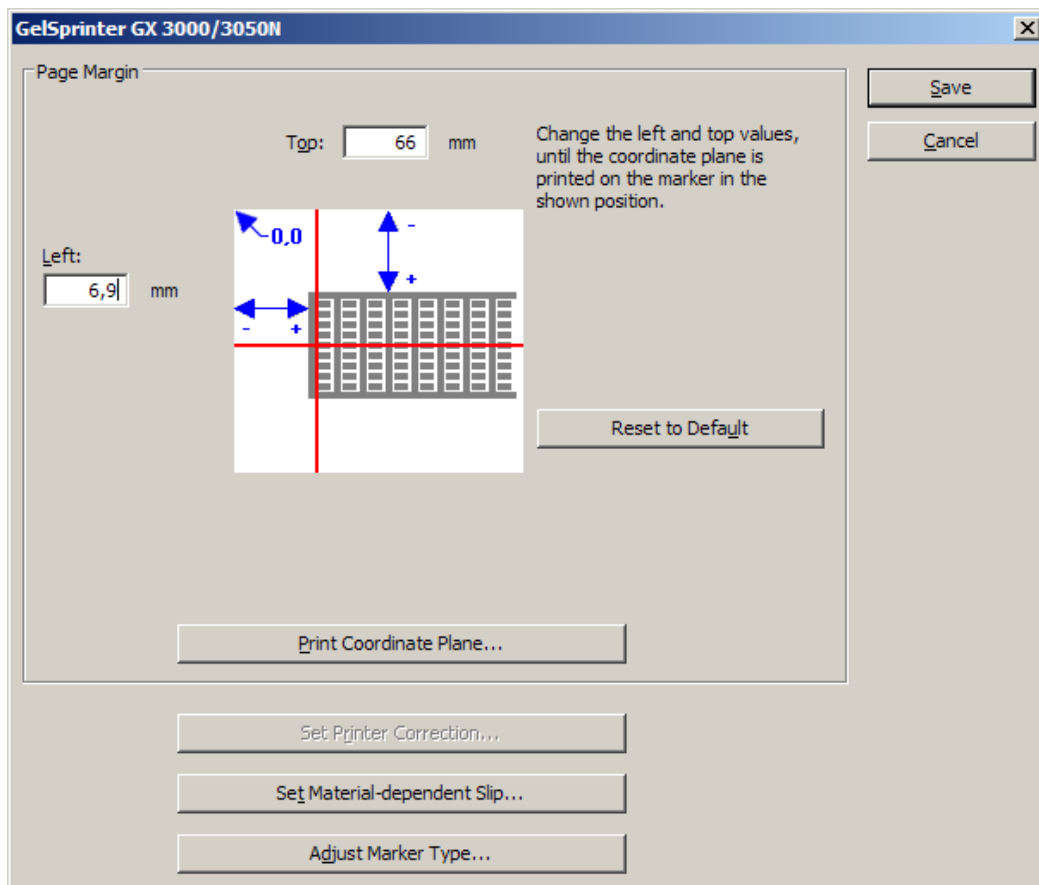 GelSprinter GX 3000/3050N
Page Margin
Top: 66 mm
Change the left and top values,
until the coordinate plane is
printed on the marker in the
shown position.
Left:
6,9 mm
0,0
-
+
- +
Reset to Default
Print Coordinate Plane...
Set Printer Correction...
Set Material-dependent Slip...
Adjust Marker Type...
Save
Cancel